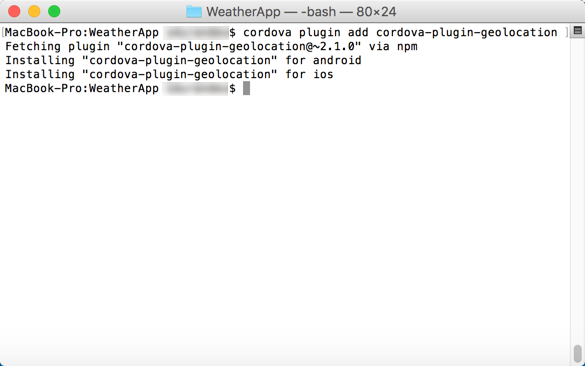 WeatherApp — -bash — 80×24
[MacBook-Pro:WeatherApp $ cordova plugin add cordova-plugin-geolocation ]
Fetching plugin "cordova-plugin-geolocation@~2.1.0" via npm
Installing "cordova-plugin-geolocation" for android
Installing "cordova-plugin-geolocation" for ios
MacBook-Pro:WeatherApp $